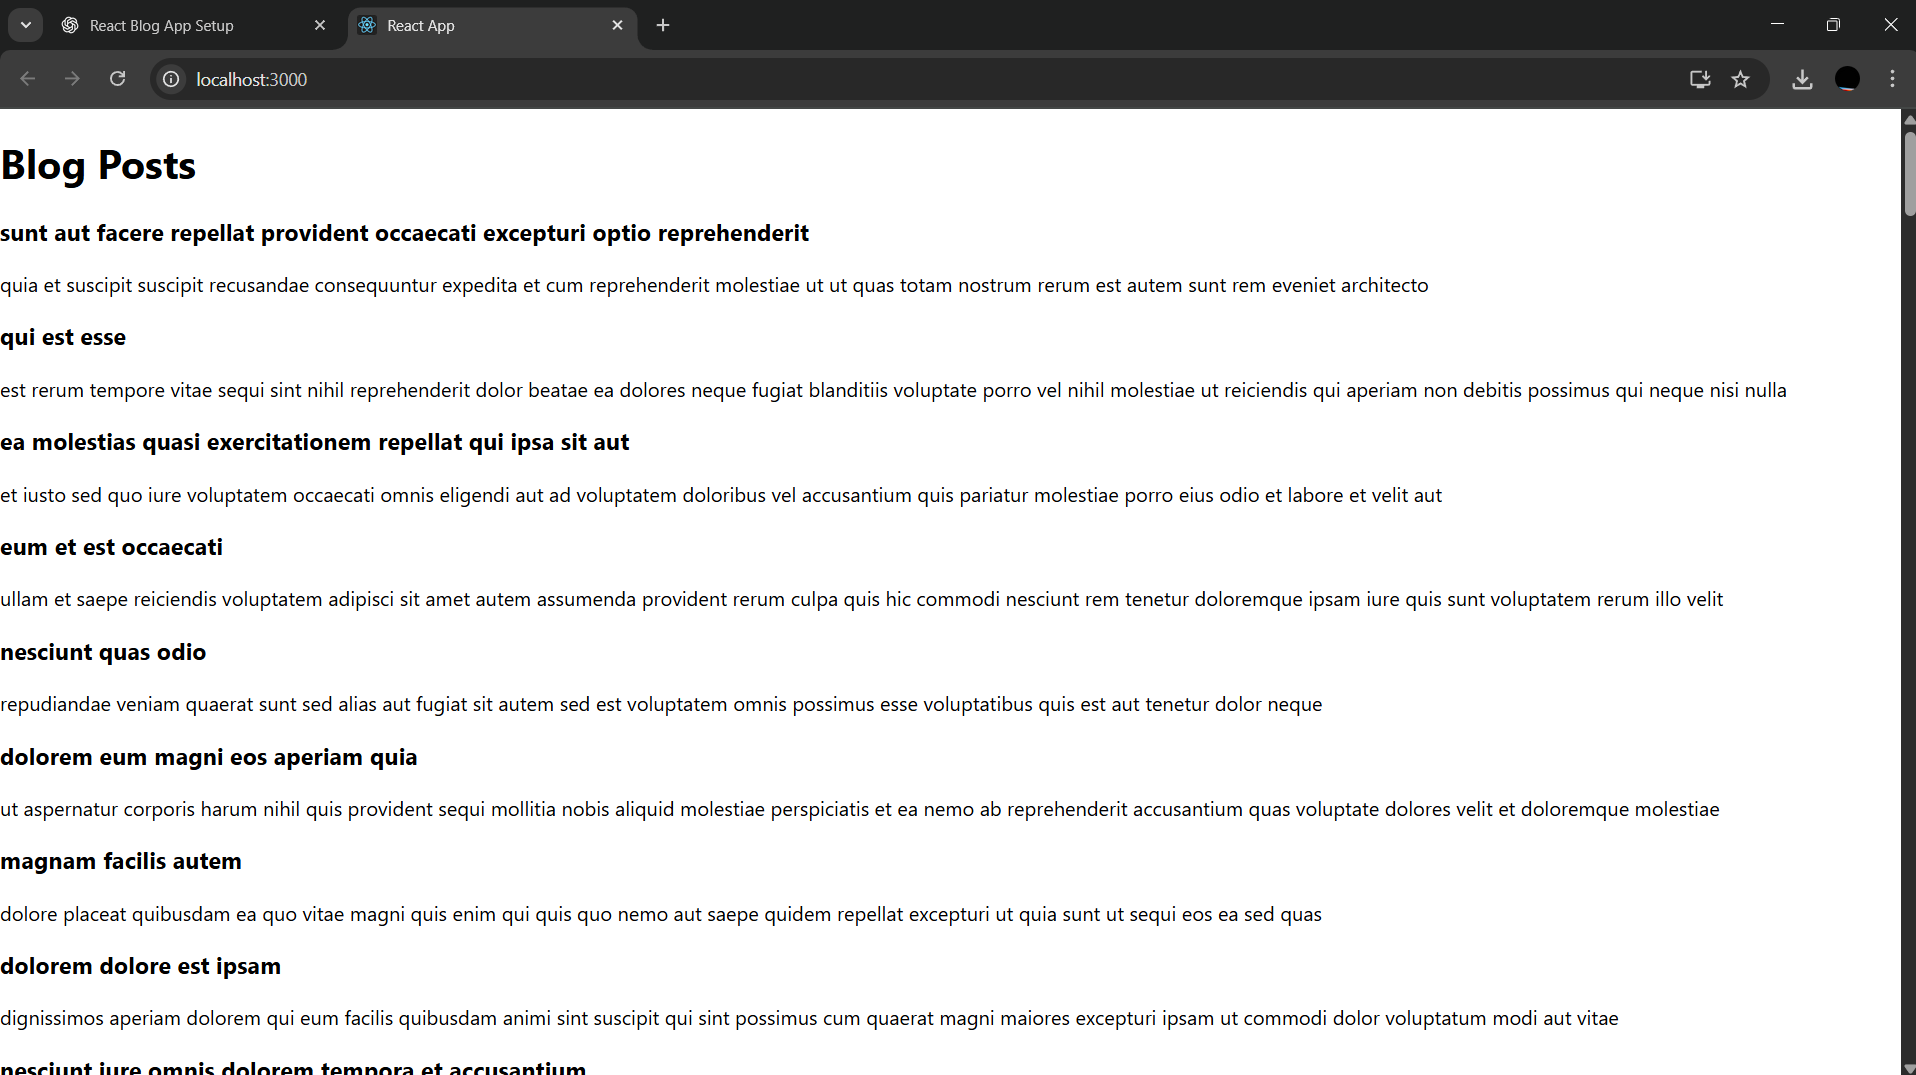 React Blog App Setup
React App
localhost:3000
Blog Posts
sunt aut facere repellat provident occaecati excepturi optio reprehenderit
quia et suscipit suscipit recusandae consequuntur expedita et cum reprehenderit molestiae ut ut quas totam nostrum rerum est autem sunt rem eveniet architecto
qui est esse
est rerum tempore vitae sequi sint nihil reprehenderit dolor beatae ea dolores neque fugiat blanditiis voluptate porro vel nihil molestiae ut reiciendis qui aperiam non debitis possimus qui neque nisi nulla
ea molestias quasi exercitationem repellat qui ipsa sit aut
et iusto sed quo iure voluptatem occaecati omnis eligendi aut ad voluptatem doloribus vel accusantium quis pariatur molestiae porro eius odio et labore et velit aut
eum et est occaecati
ullam et saepe reiciendis voluptatem adipisci sit amet autem assumenda provident rerum culpa quis hic commodi nesciunt rem tenetur doloremque ipsam iure quis sunt voluptatem rerum illo velit
nesciunt quas odio
repudiandae veniam quaerat sunt sed alias aut fugiat sit autem sed est voluptatem omnis possimus esse voluptatibus quis est aut tenetur dolor neque
dolorem eum magni eos aperiam quia
ut aspernatur corporis harum nihil quis provident sequi mollitia nobis aliquid molestiae perspiciatis et ea nemo ab reprehenderit accusantium quas voluptate dolores velit et doloremque molestiae
magnam facilis autem
dolore placeat quibusdam ea quo vitae magni quis enim qui quis quo nemo aut saepe quidem repellat excepturi ut quia sunt ut sequi eos ea sed quas
dolorem dolore est ipsam
dignissimos aperiam dolorem qui eum facilis quibusdam animi sint suscipit qui sint possimus cum quaerat magni maiores excepturi ipsam ut commodi dolor voluptatum modi aut vitae
nesciunt iure omnis dolorem tempora et accusantium